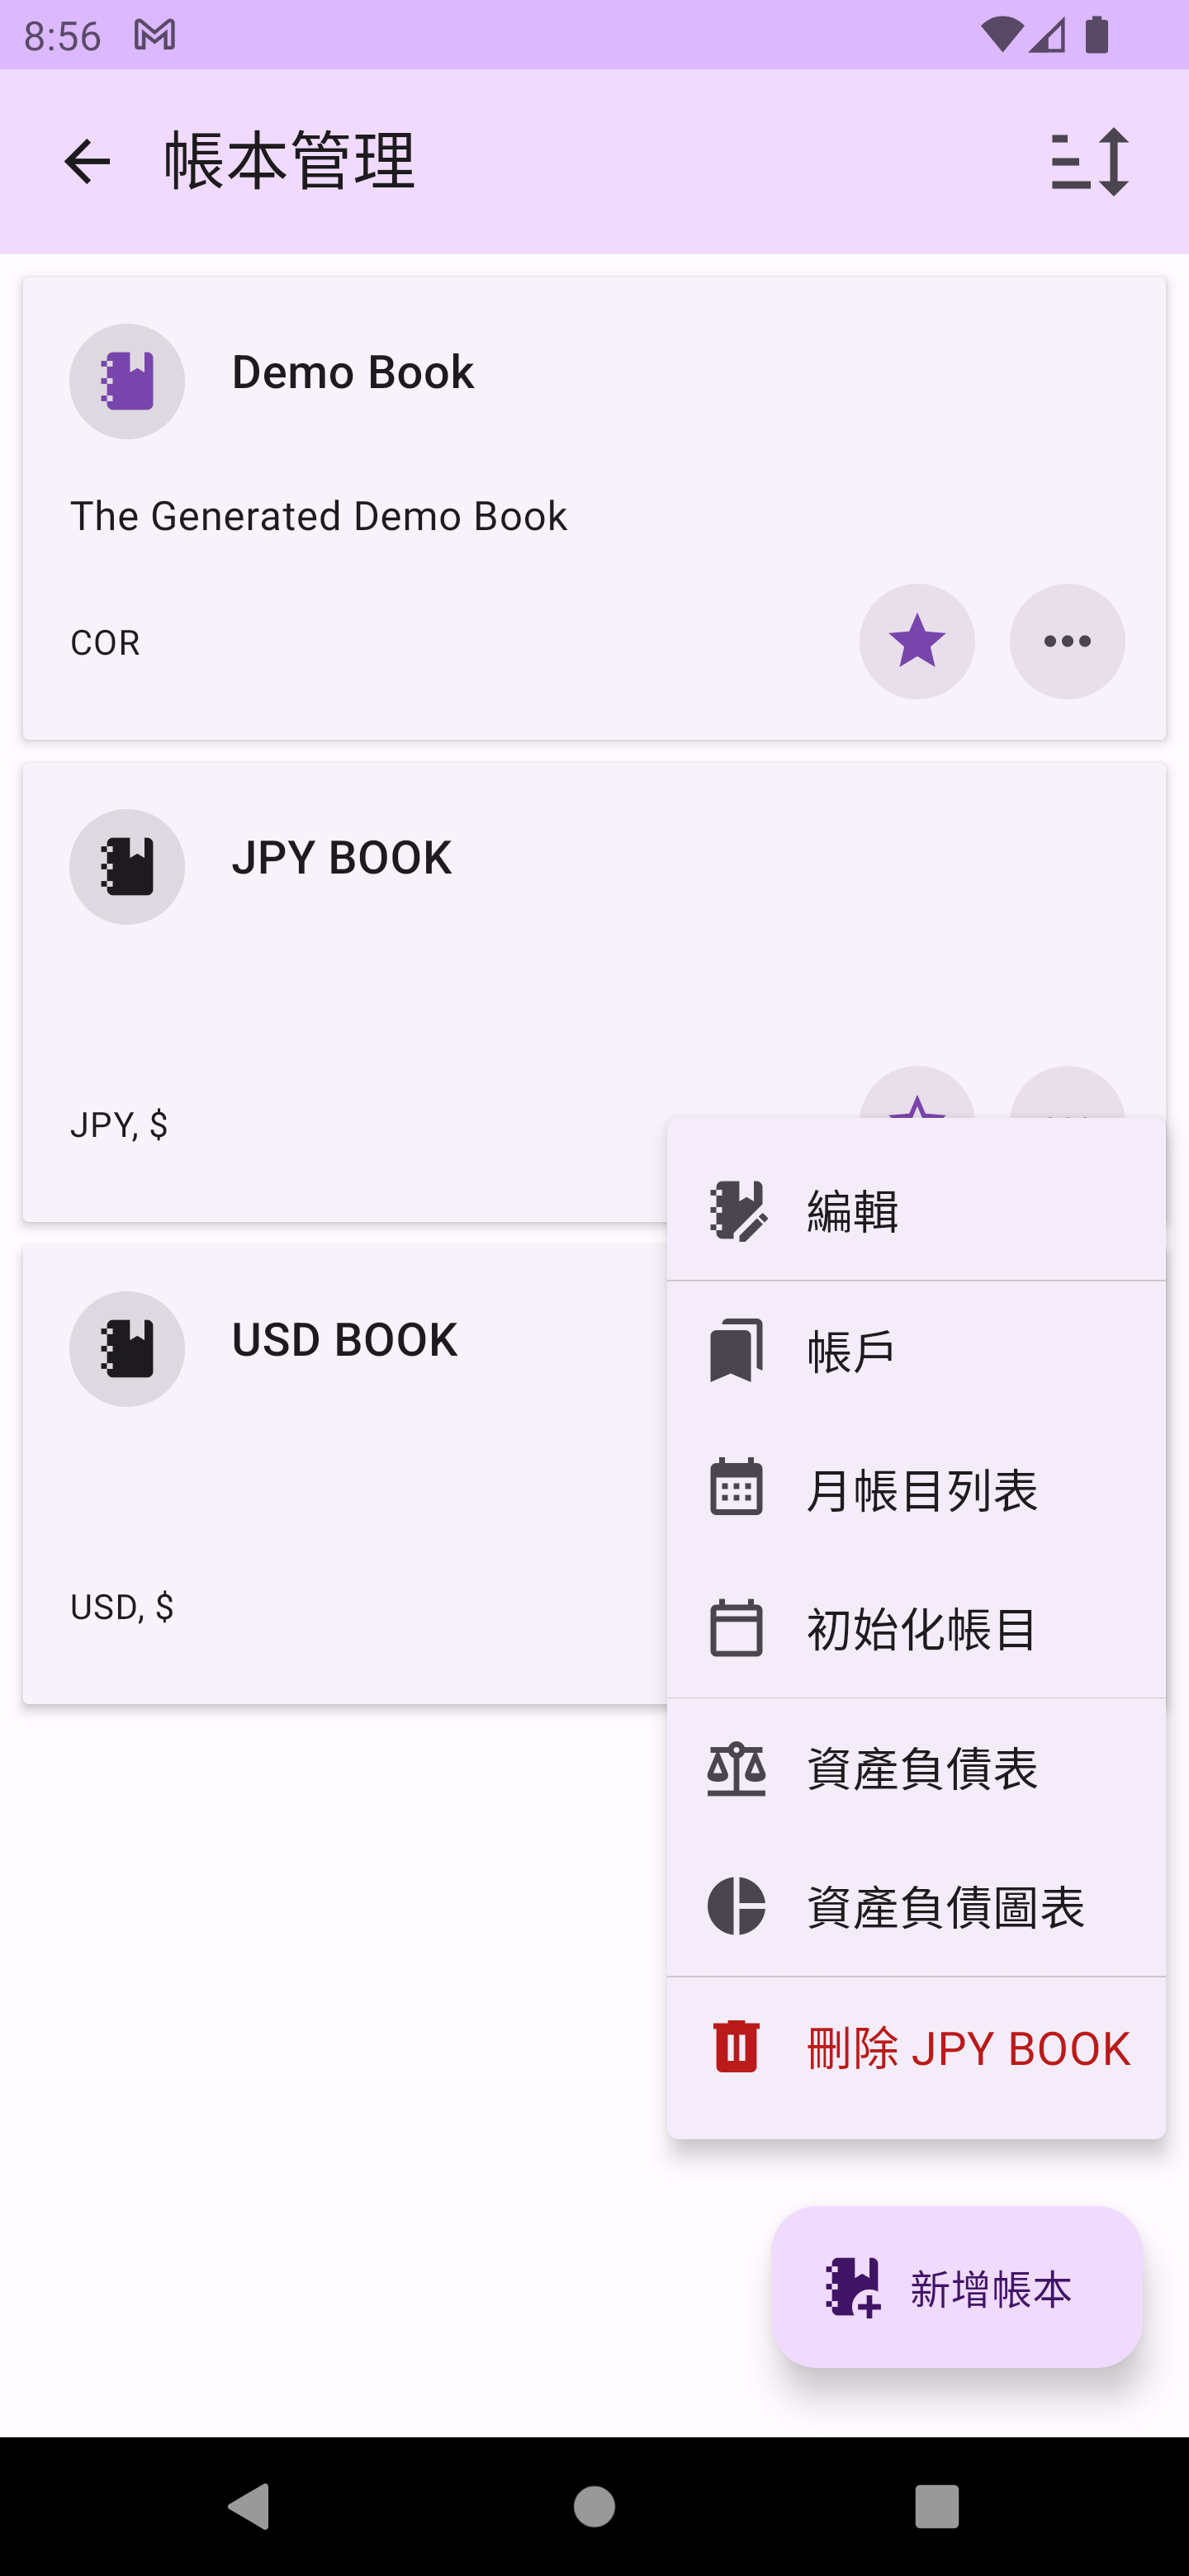 8:56
帳本管理
Demo Book
The Generated Demo Book
COR
JPY BOOK
JPY, $
USD BOOK
USD, $
編輯
帳戶
月帳目列表
初始化帳目
資產負債表
資產負債圖表
刪除 JPY BOOK
新增帳本